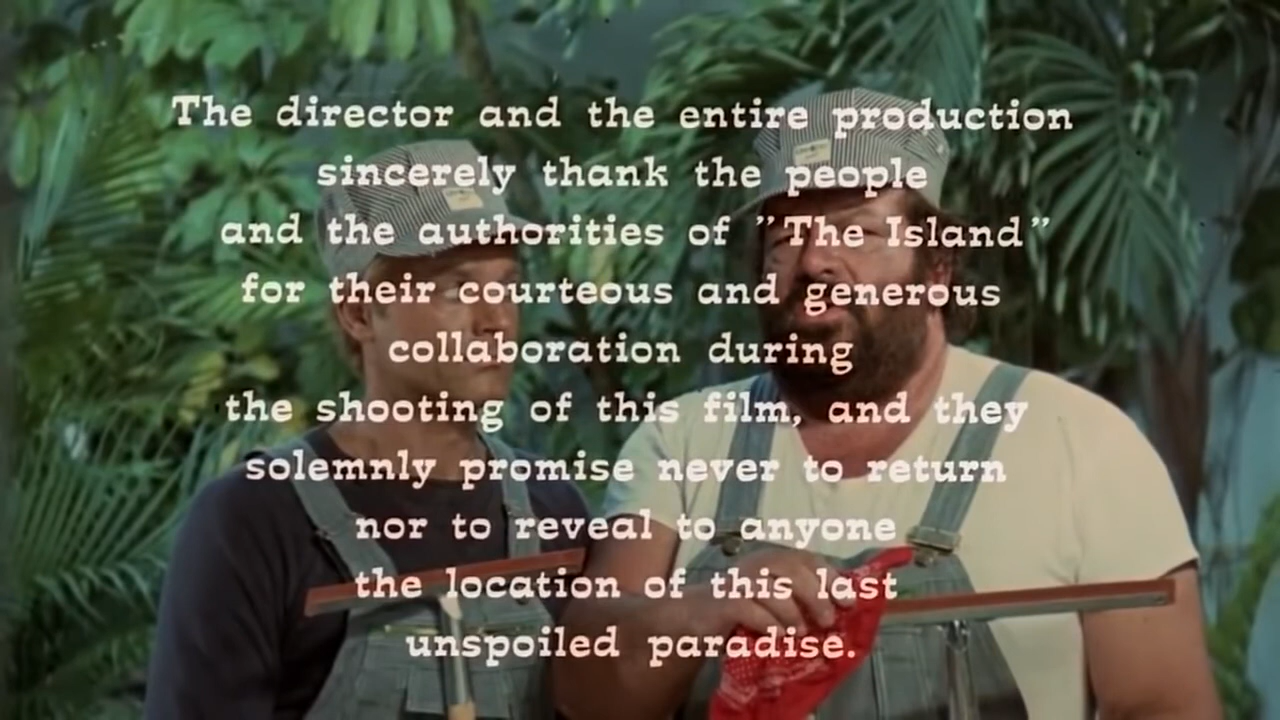 The director and the entire production
sincerely thank the people
and the authorities of "The Island"
for their courteous and generous
collaboration during
the shooting of this film, and they
solemnly promise never to return
nor to reveal to anyone
the location of this last
unspoiled paradise.